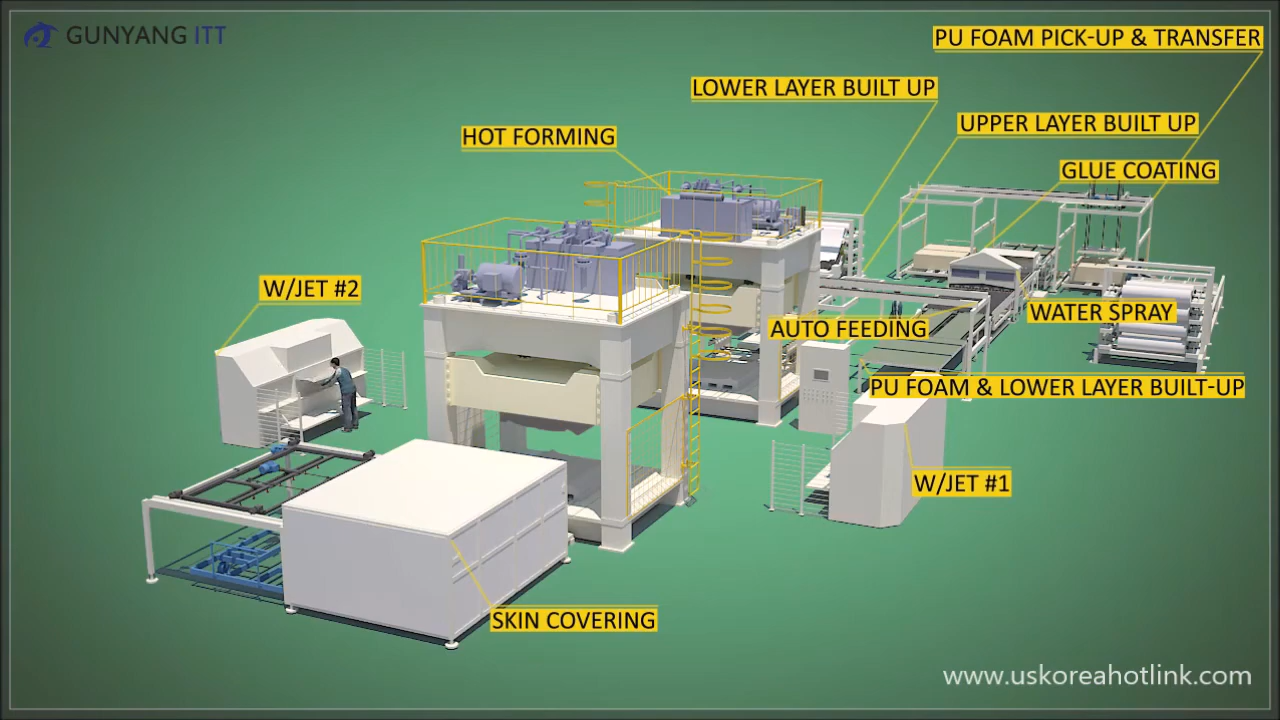 GUNYANG ITT
PU FOAM PICK-UP & TRANSFER
LOWER LAYER BUILT UP
UPPER LAYER BUILT UP
HOT FORMING
GLUE COATING
W/JET #2
WATER SPRAY
AUTO FEEDING
PU FOAM & LOWER LAYER BUILT-UP
W/JET #1
SKIN COVERING
www.uskoreahotlink.com